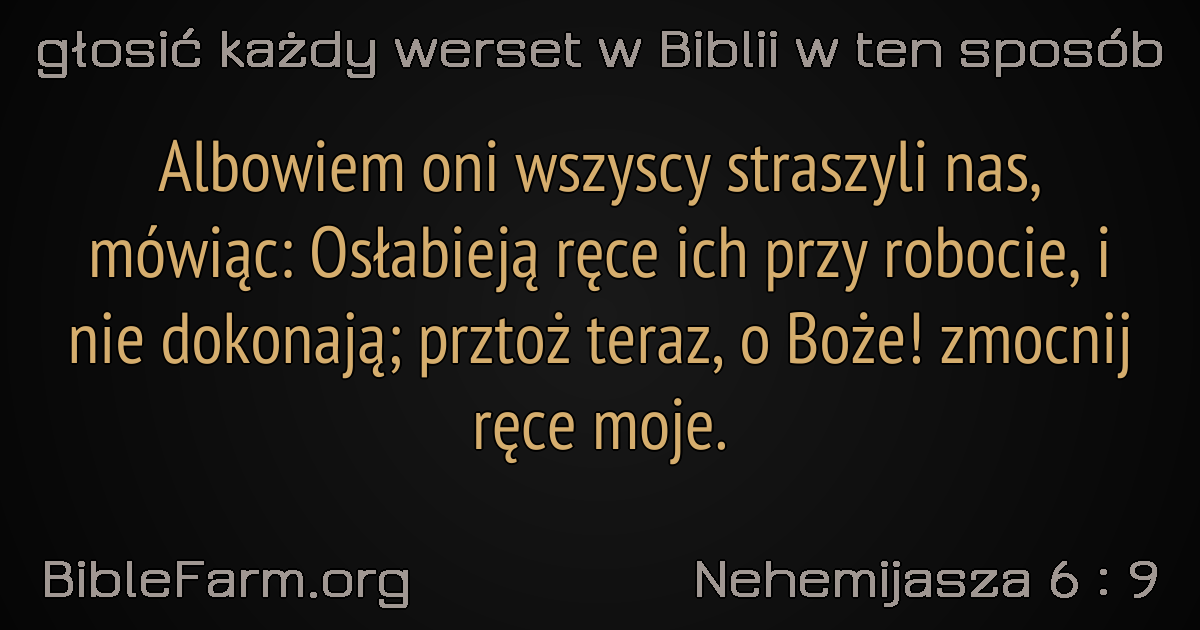 głosić każdy werset w Biblii w ten sposób
Albowiem oni wszyscy straszyli nas,
mówiąc: Osłabieją ręce ich przy robocie, i
nie dokonają; prztoż teraz, o Boże! zmocnij
ręce moje.
BibleFarm.org
Nehemijasza 6 : 9